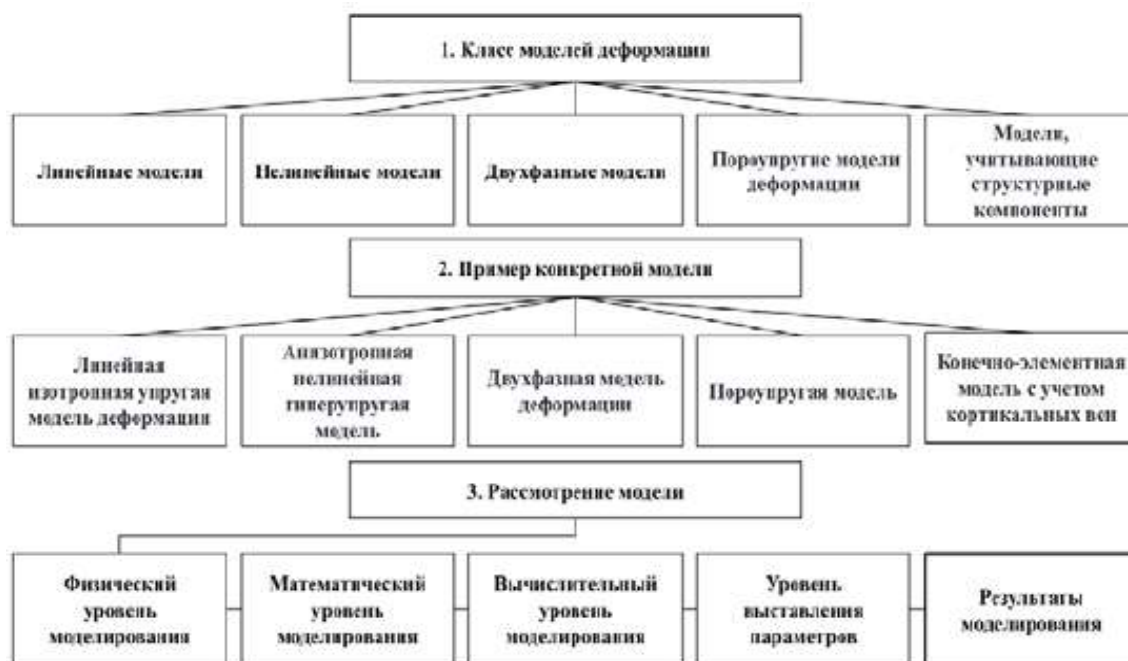 1. Класс моделей деформации
Линейные модели
Нелинейные модели
Двухфазные модели
Пороупругие модели
деформации
Модели,
учитывающие
структурные
компоненты
2. Пример конкретной модели
Линейная
изотропная упругая
модель деформация
Анизотропная
нелинейная
гиперупругая
модель
Двухфазная модель
деформации
Пороупругая модель
Конечно-элементная
модель с учетом
кортикальных вен
3. Рассмотрение модели
Физический
уровень
моделирования
Математический
уровень
моделирования
Вычислительный
уровень
моделирования
Уровень
выставления
параметров
Результаты
моделирования